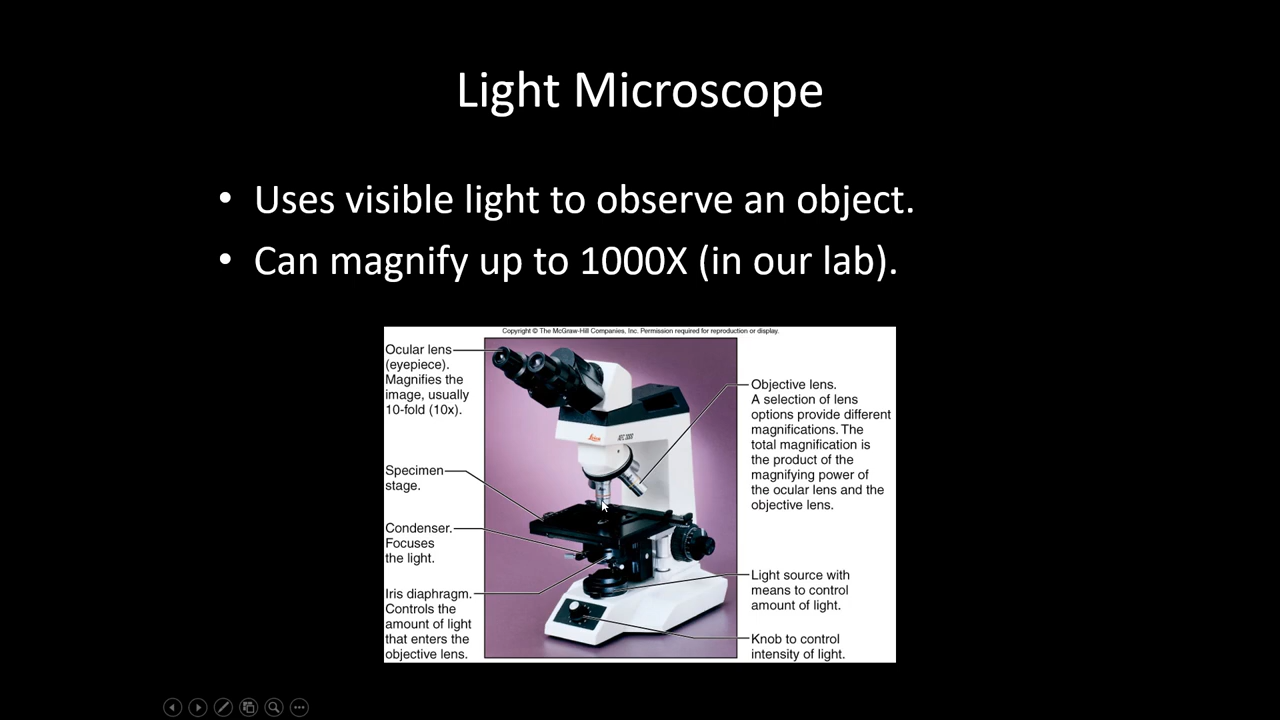 Light Microscope
• Uses visible light to observe an object.
• Can magnify up to 1000X (in our lab).
Copyright © The McGraw-Hill Companies, Inc. Permission required for reproduction or display.
Ocular lens
(eyepiece).
Magnifies the
image, usually
10-fold (10x).
Specimen
stage.
Condenser.
Focuses
the light.
Iris diaphragm.
Controls the
amount of light
that enters the
objective lens.
Leica
Objective lens.
A selection of lens
options provide different
magnifications. The
total magnification is
the product of the
magnifying power of
the ocular lens and the
objective lens.
Light source with
means to control
amount of light.
Knob to control
intensity of light.